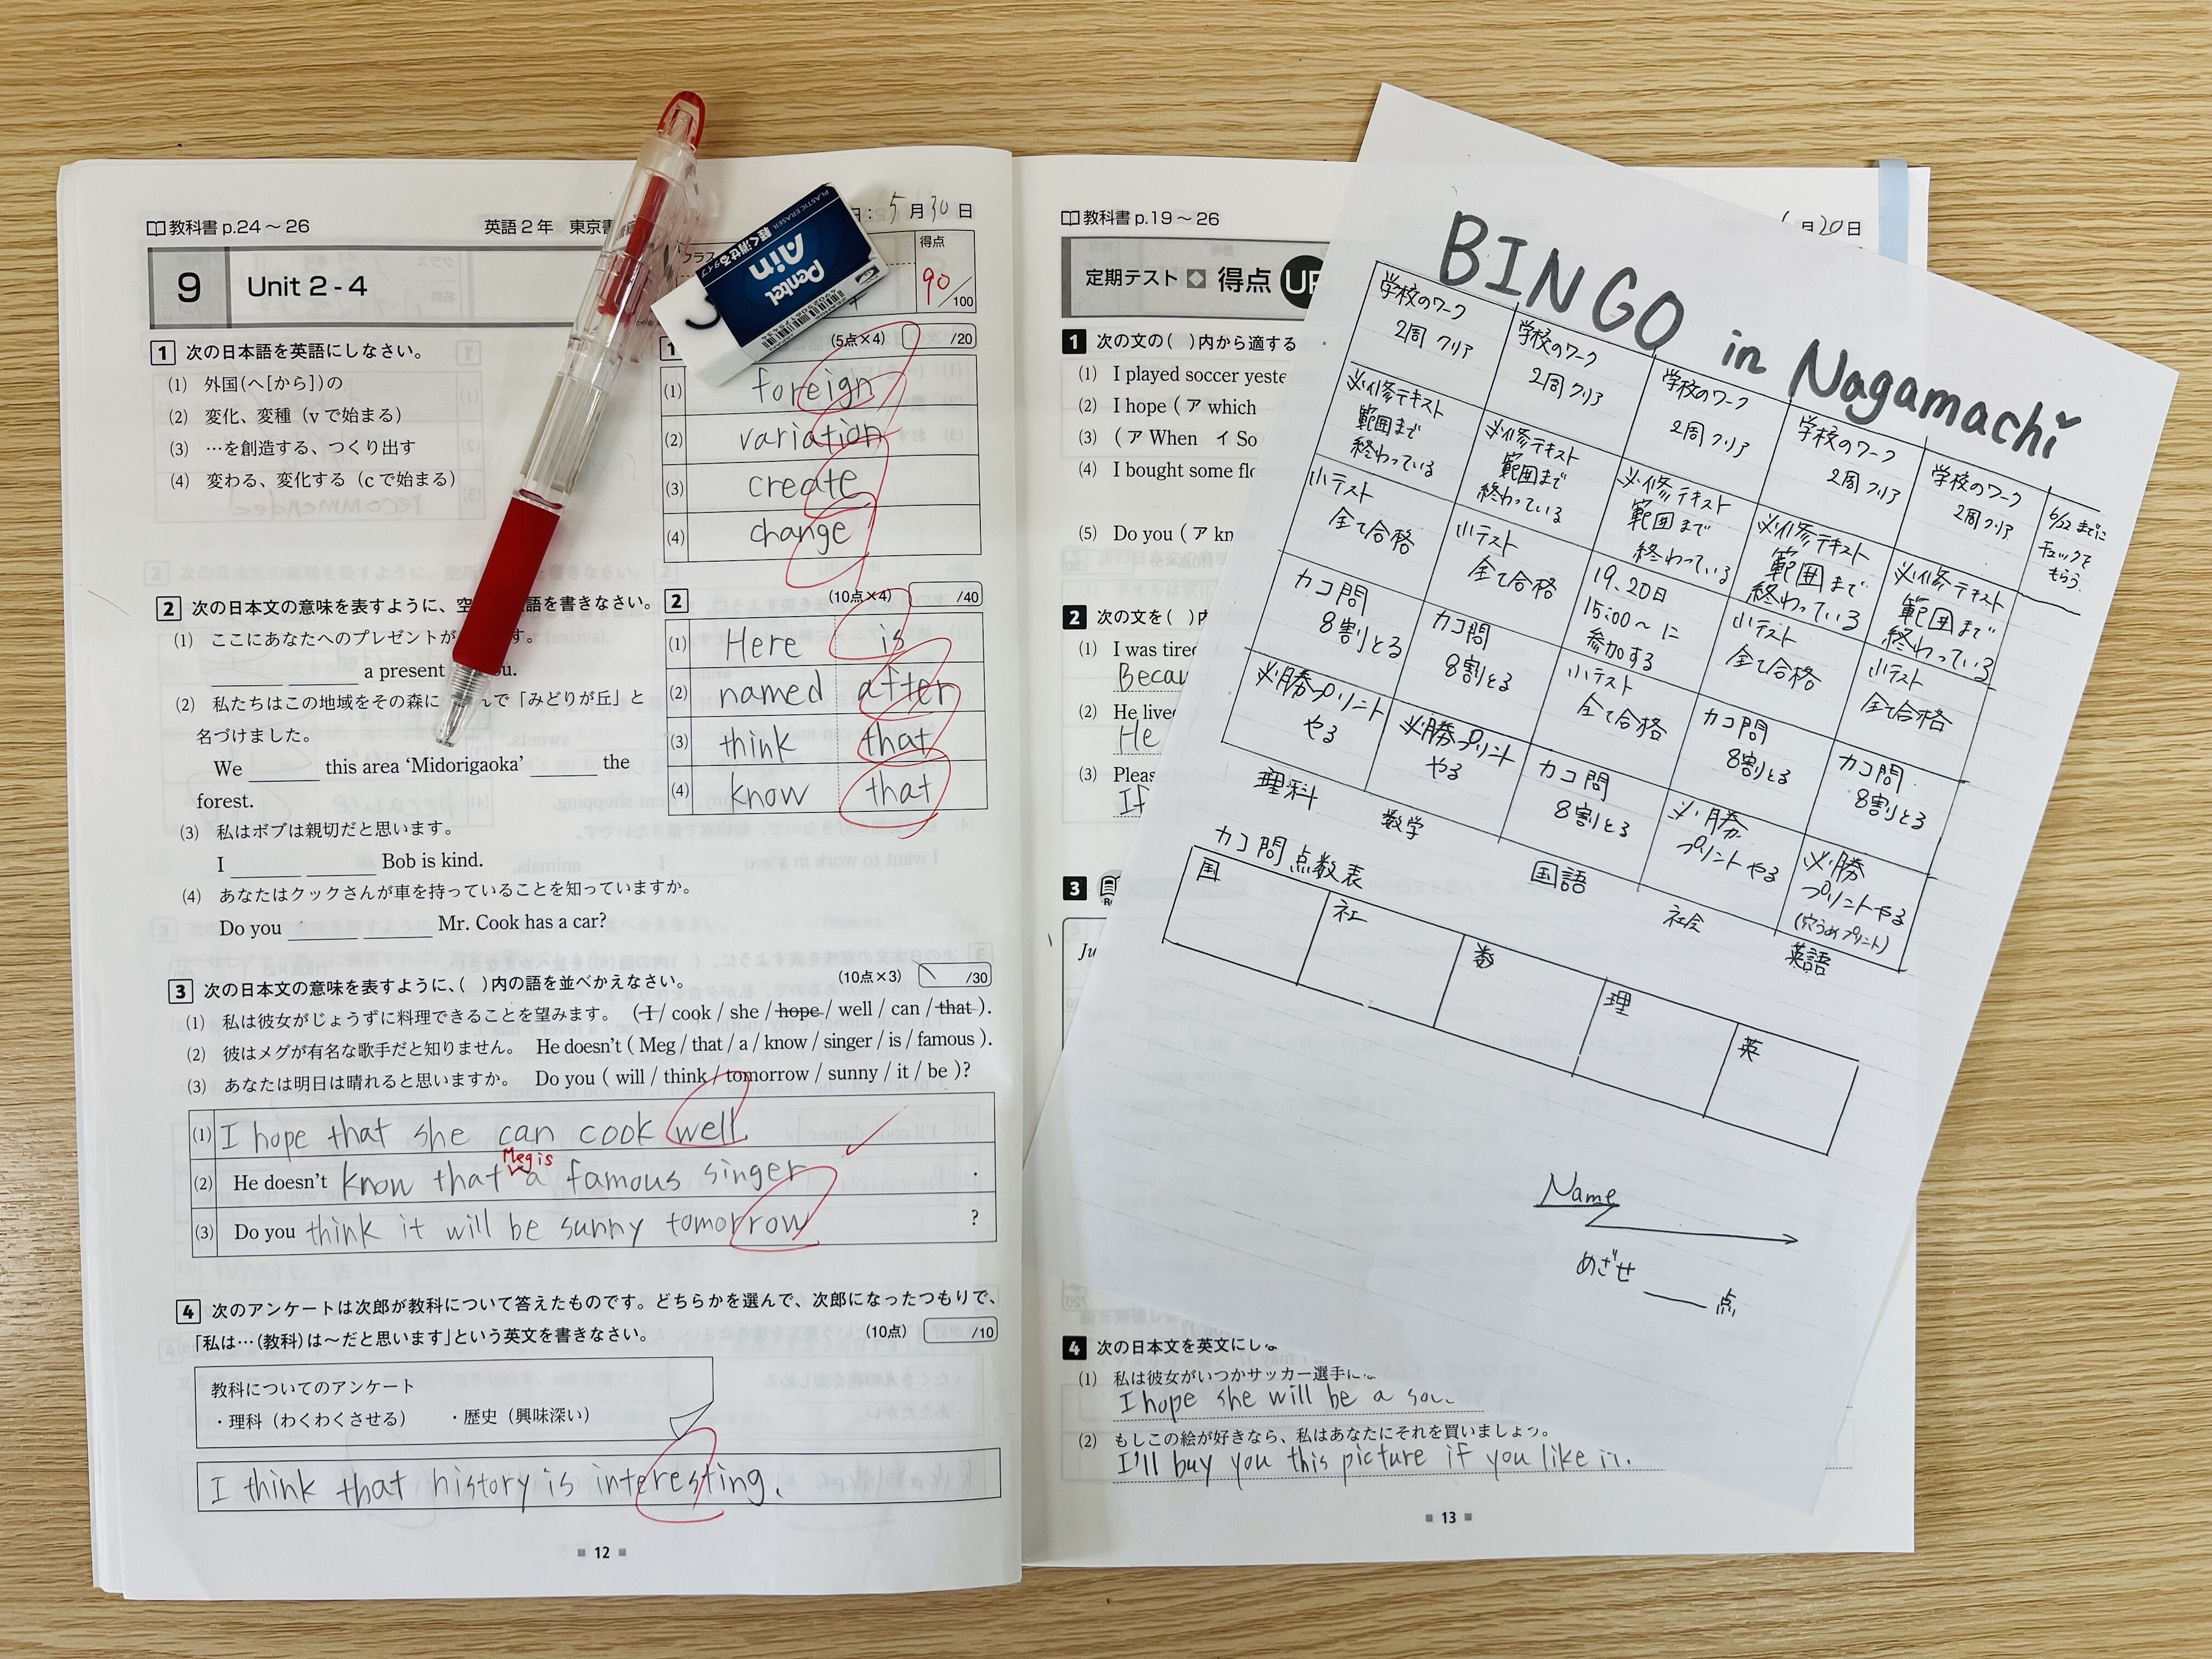 教科書 p.24～26
英語2年 東京書
5月30日
9 Unit 2-4
クラス
得点
90/100
1 次の日本語を英語にしなさい。
(5点×4) /20
(1) 外国(へ[から])の
(2) 変化、変種（vで始まる）
(3) …を創造する、つくり出す
(4) 変わる、変化する（cで始まる）
(1) foreign
(2) variation
(3) create
(4) change
2 次の日本文の意味を表すように、空 語を書きなさい。
2 (10点×4) /40
(1) ここにあなたへのプレゼントが す。
a present
(2) 私たちはこの地域をその森に んで「みどりが丘」と
名づけました。
We this area ‘Midorigaoka’ the
forest.
(3) 私はボブは親切だと思います。
I Bob is kind.
(4) あなたはクックさんが車を持っていることを知っていますか。
Do you Mr. Cook has a car?
(1) Here is
(2) named after
(3) think that
(4) know that
3 次の日本文の意味を表すように、( )内の語を並べかえなさい。
(10点×3) /30
(1) 私は彼女がじょうずに料理できることを望みます。 ( I / cook / she / hope / well / can / that ).
(2) 彼はメグが有名な歌手だと知りません。 He doesn't ( Meg / that / a / know / singer / is / famous ).
(3) あなたは明日は晴れると思いますか。 Do you ( will / think / tomorrow / sunny / it / be )?
(1) I hope that she can cook well.
Meg is
(2) He doesn't know that a famous singer .
(3) Do you think it will be sunny tomorrow ?
4 次のアンケートは次郎が教科について答えたものです。どちらかを選んで、次郎になったつもりで、
「私は…(教科)は～だと思います」という英文を書きなさい。
(10点) /10
教科についてのアンケート
・理科（わくわくさせる） ・歴史（興味深い）
I think that history is interesting.
12
PLASTIC ERASER
軽く消せるタイプ
Ain
Pentel
教科書 p.19～26
月20日
定期テスト 得点 UP
1 次の文の( )内から適する
(1) I played soccer yeste
(2) I hope ( ア which
(3) ( ア When イ So
(4) I bought some flo
(5) Do you ( ア kn
2 次の文を( )内
(1) I was tired
Becau
(2) He lived
He
(3) Pleas
If
3
Ju
4 次の日本文を英文にし
(1) 私は彼女がいつかサッカー選手に
I hope she will be a
(2) もしこの絵が好きなら、私はあなたにそれを買いましょう。
I'll buy you this picture if you like it.
13
BINGO in Nagamachi
学校のワーク
2周クリア
学校のワーク
2周クリア
学校のワーク
2周クリア
学校のワーク
2周クリア
学校のワーク
2周クリア
6/22までに
チェックを
もらう.
必修テキスト
範囲まで
終わっている
必修テキスト
範囲まで
終わっている
必修テキスト
範囲まで
終わっている
必修テキスト
範囲まで
終わっている
必修テキスト
範囲まで
終わっている
小テスト
全て合格
小テスト
全て合格
19、20日
15:00～に
参加する
小テスト
全て合格
小テスト
全て合格
カコ問
8割とる
カコ問
8割とる
小テスト
全て合格
カコ問
8割とる
カコ問
8割とる
必勝プリント
やる
必勝プリント
やる
カコ問
8割とる
必勝
プリントやる
必勝
プリントやる
(穴うめプリント)
理科
数学
国語
社会
英語
カコ問点数表
国
社
数
理
英
Name
めざせ
点